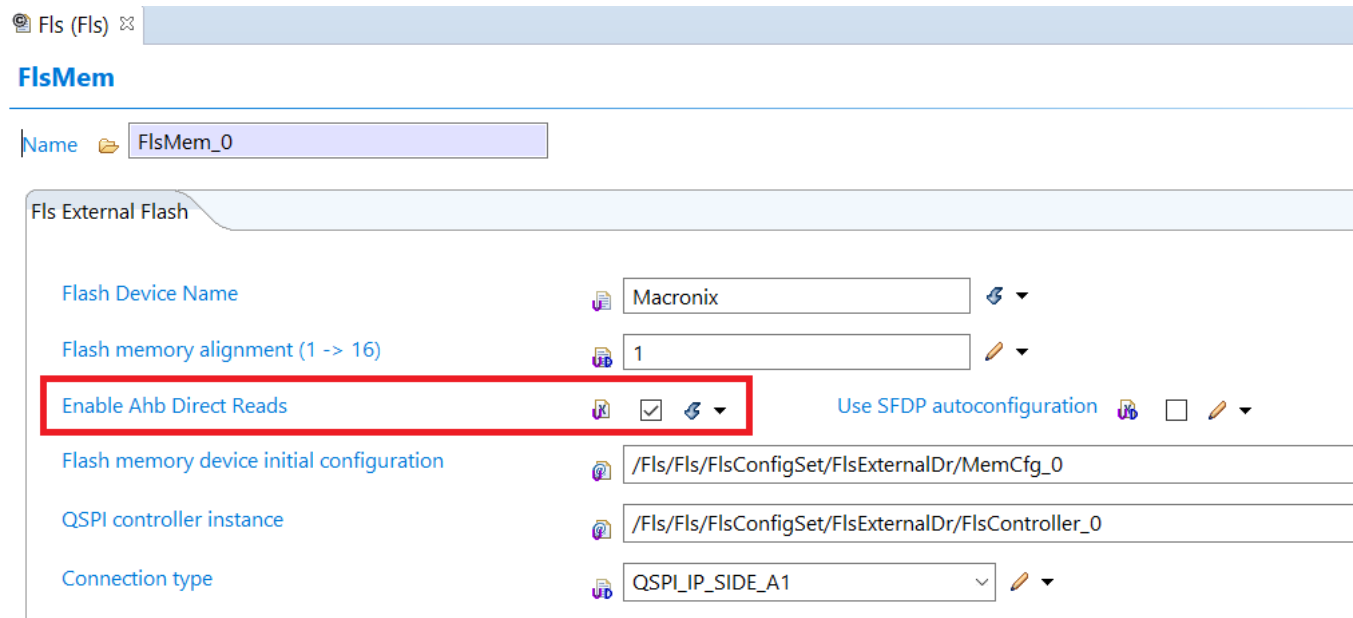 Fls (Fls)
FlsMem
Name FlsMem_0
Fls External Flash
Flash Device Name Macronix
Flash memory alignment (1 -> 16) 1
Enable Ahb Direct Reads Use SFDP autoconfiguration
Flash memory device initial configuration /Fls/Fls/FlsConfigSet/FlsExternalDr/MemCfg_0
QSPI controller instance /Fls/Fls/FlsConfigSet/FlsExternalDr/FlsController_0
Connection type QSPI_IP_SIDE_A1